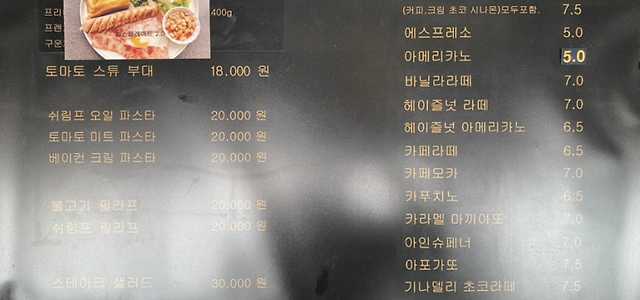 프리
400g
프렌
구운
토마토 스튜 부대 18.000 원
쉬림프 오일 파스타 20.000 원
토마토 미트 파스타 20.000 원
베이컨 크림 파스타 20.000 원
불고기 필라프 20.000 원
쉬림프 필라프 20.000 원
스테이크 샐러드 30.000 원
(커피,크림 초코 시나몬)모두포함. 7.5
에스프레소 5.0
아메리카노 5.0
바닐라라떼 7.0
헤이즐넛 라떼 7.0
헤이즐넛 아메리카노 6.5
카페라떼 6.5
카페모카 7.0
카푸치노 6.5
카라멜 마끼아또 7.0
아인슈페너 7.0
아포가또 7.5
기나델리 초코라떼 7.5